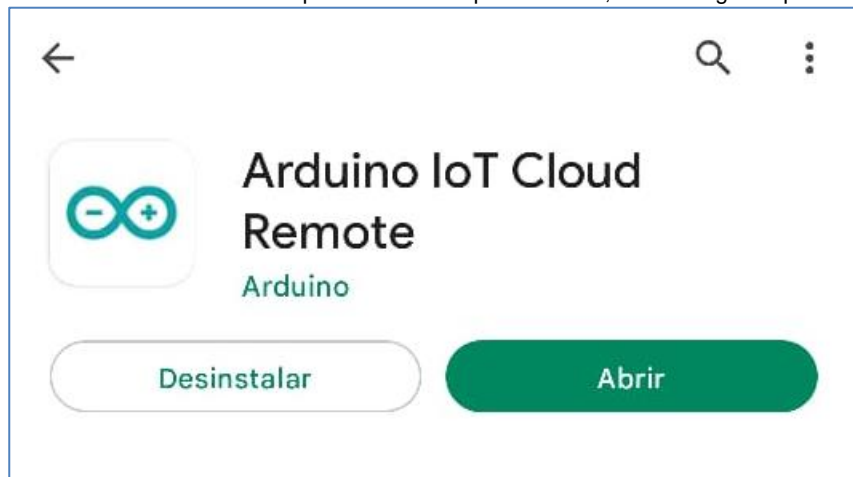 Arduino IoT Cloud
Remote
Arduino
Desinstalar
Abrir